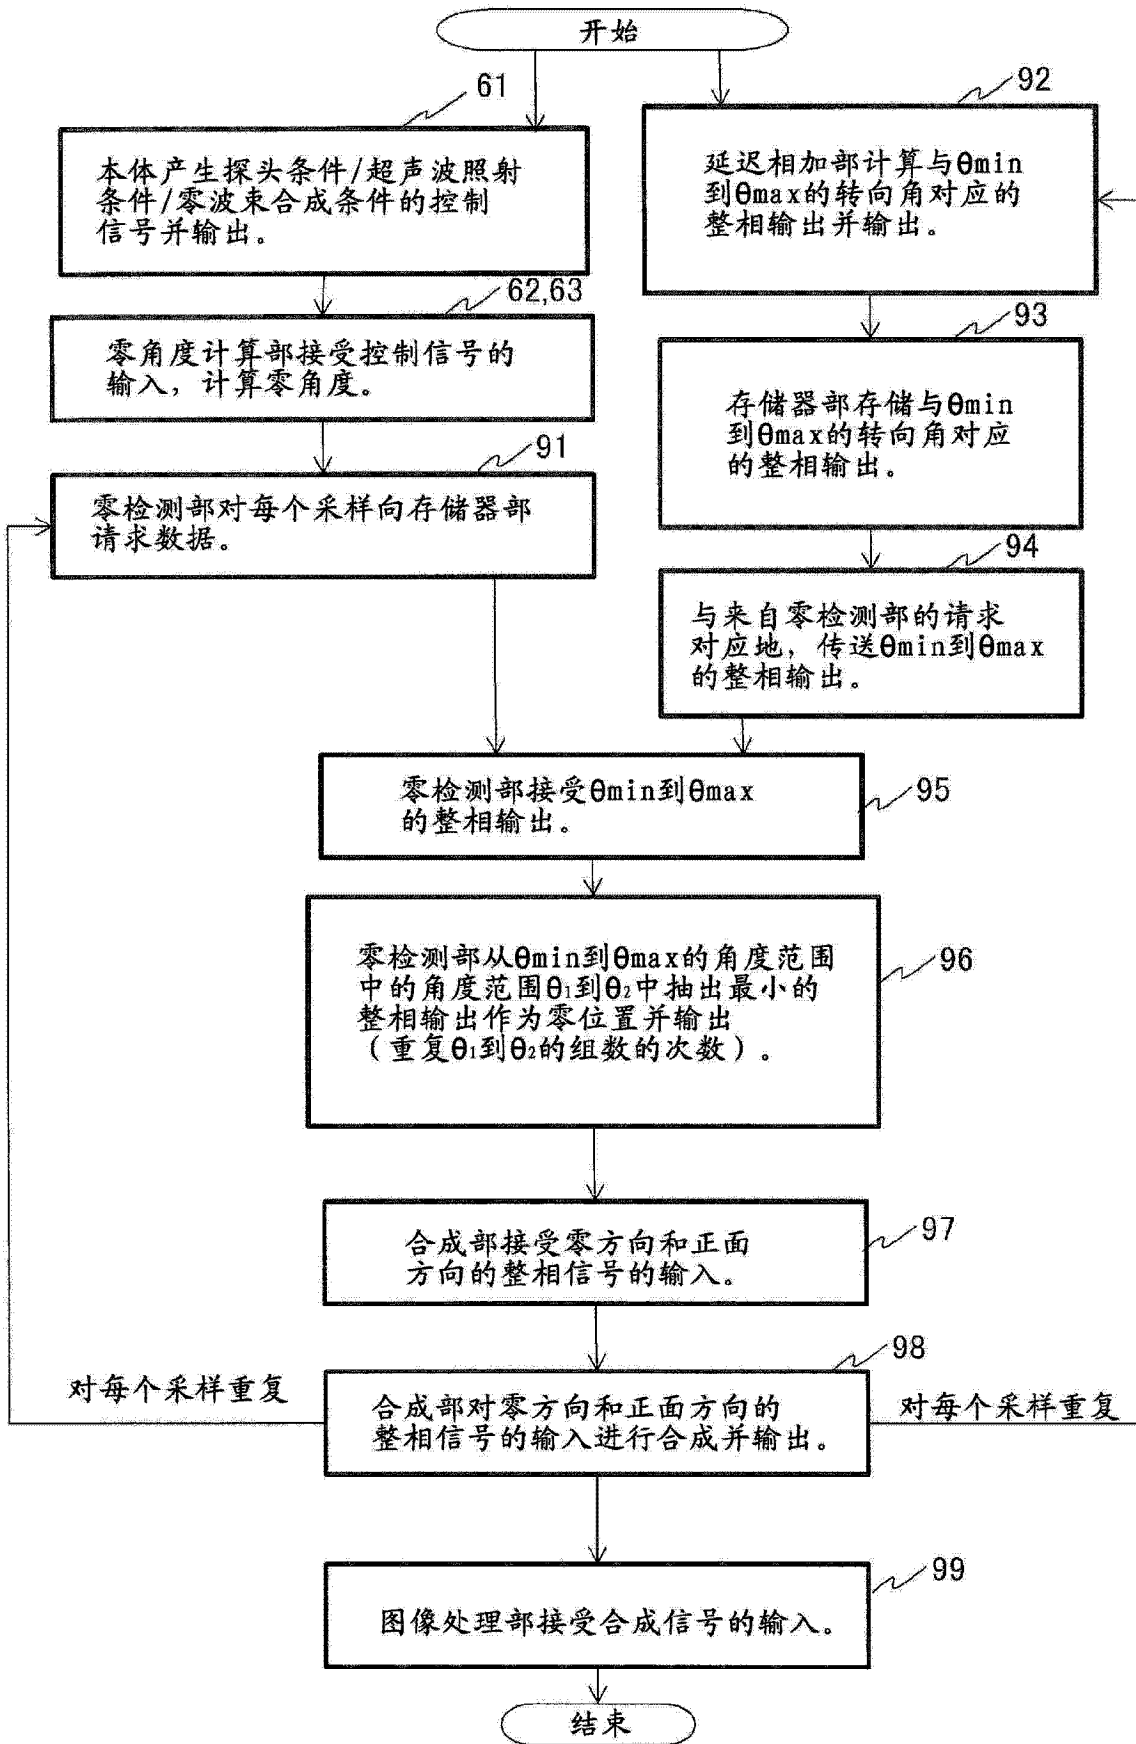 开始
61
本体产生探头条件/超声波照射
条件/零波束合成条件的控制
信号并输出。
92
延迟相加部计算与θmin
到θmax的转向角对应的
整相输出并输出。
62,63
零角度计算部接受控制信号的
输入，计算零角度。
93
存储器部存储与θmin
到θmax的转向角对应
的整相输出。
91
零检测部对每个采样向存储器部
请求数据。
94
与来自零检测部的请求
对应地，传送θmin到θmax
的整相输出。
95
零检测部接受θmin到θmax
的整相输出。
96
零检测部从θmin到θmax的角度范围
中的角度范围θ₁到θ₂中抽出最小的
整相输出作为零位置并输出
（重复θ₁到θ₂的组数的次数）。
97
合成部接受零方向和正面
方向的整相信号的输入。
98
对每个采样重复
合成部对零方向和正面方向的
整相信号的输入进行合成并输出。
对每个采样重复
99
图像处理部接受合成信号的输入。
结束